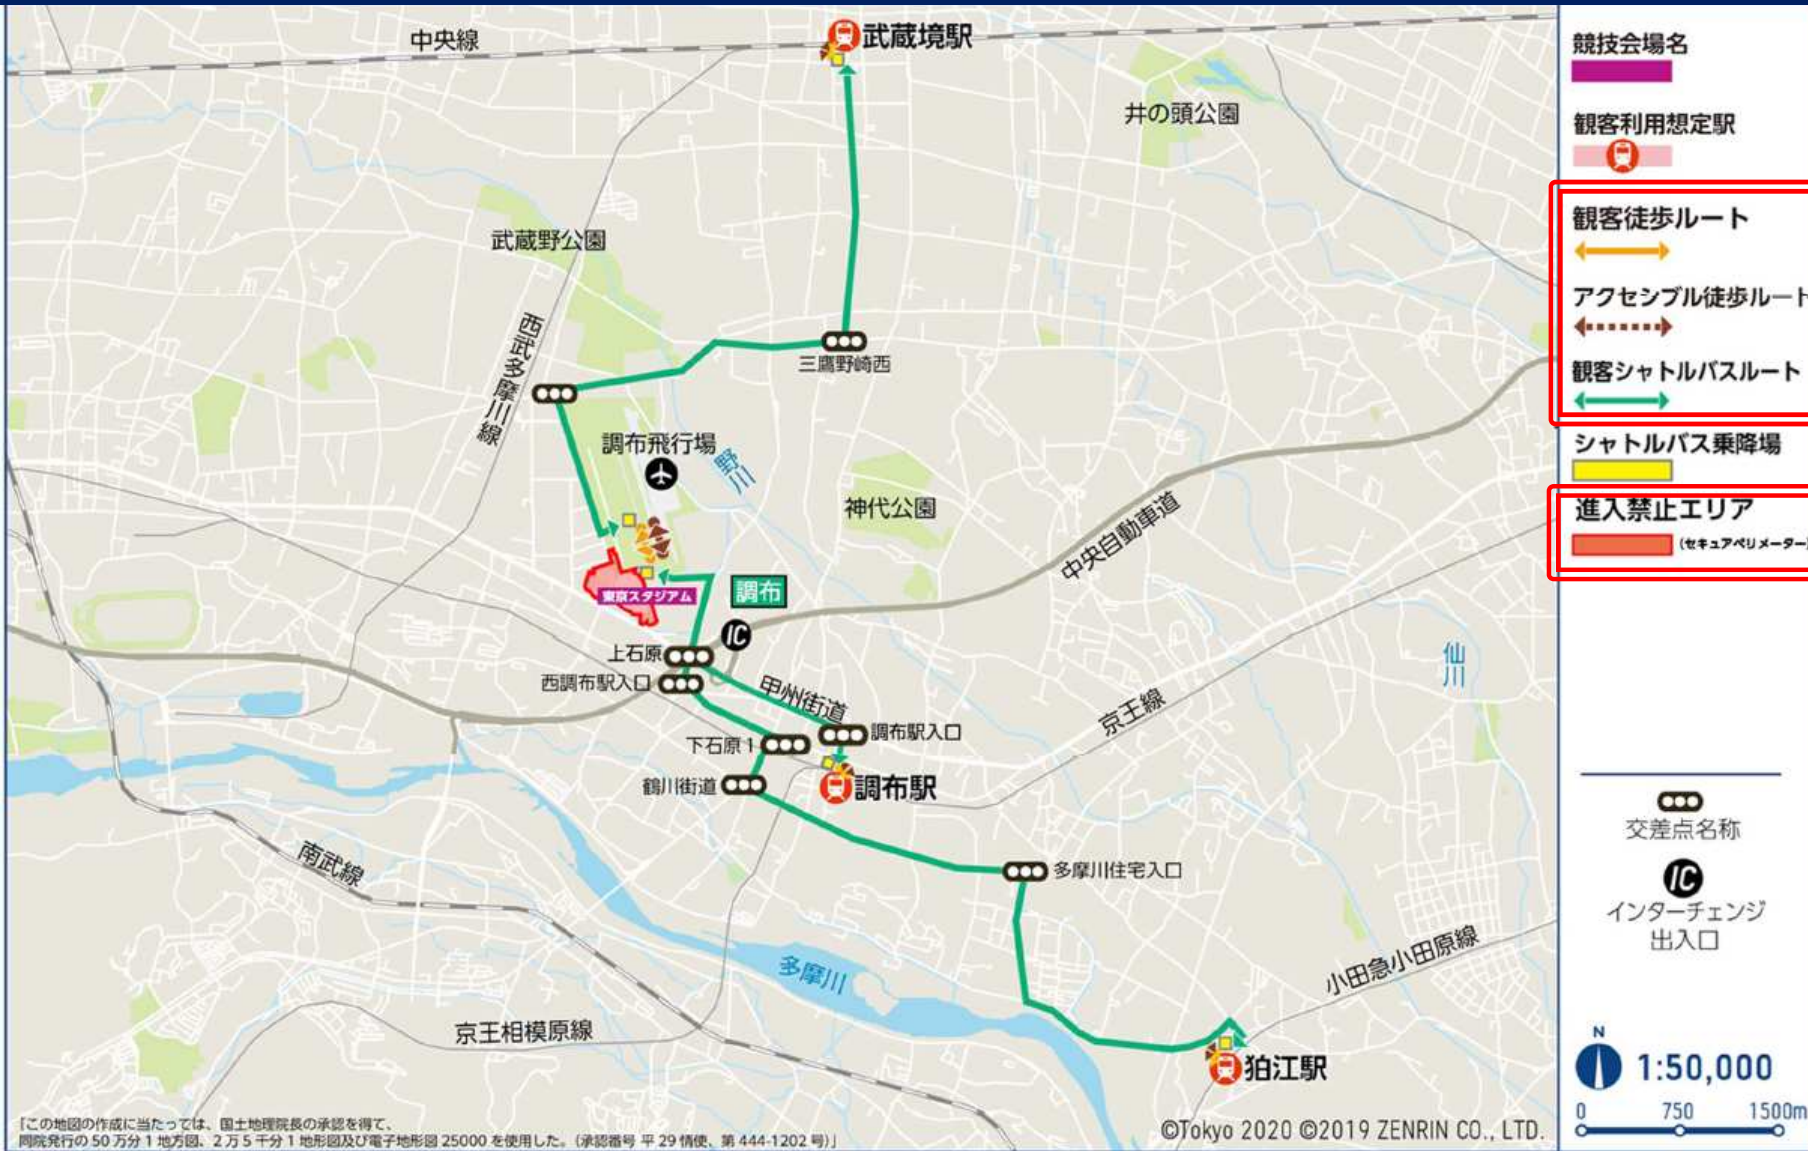 中央線
武蔵境駅
井の頭公園
武蔵野公園
西武多摩川線
三鷹野崎西
調布飛行場
野川
神代公園
中央自動車道
東京スタジアム
調布
IC
上石原
西調布駅入口
甲州街道
京王線
仙川
下石原1
調布駅入口
鶴川街道
調布駅
南武線
多摩川住宅入口
多摩川
小田急小田原線
京王相模原線
狛江駅
「この地図の作成に当たっては、国土地理院長の承認を得て、
同院発行の50万分1地方図、2万5千分1地形図及び電子地形図25000を使用した。(承認番号 平29情使、第444-1202号)」
©Tokyo 2020 ©2019 ZENRIN CO., LTD.
競技会場名
観客利用想定駅
観客徒歩ルート
アクセシブル徒歩ルート
観客シャトルバスルート
シャトルバス乗降場
進入禁止エリア
(セキュアペリメーター)
交差点名称
IC
インターチェンジ
出入口
N
1:50,000
0 750 1500m